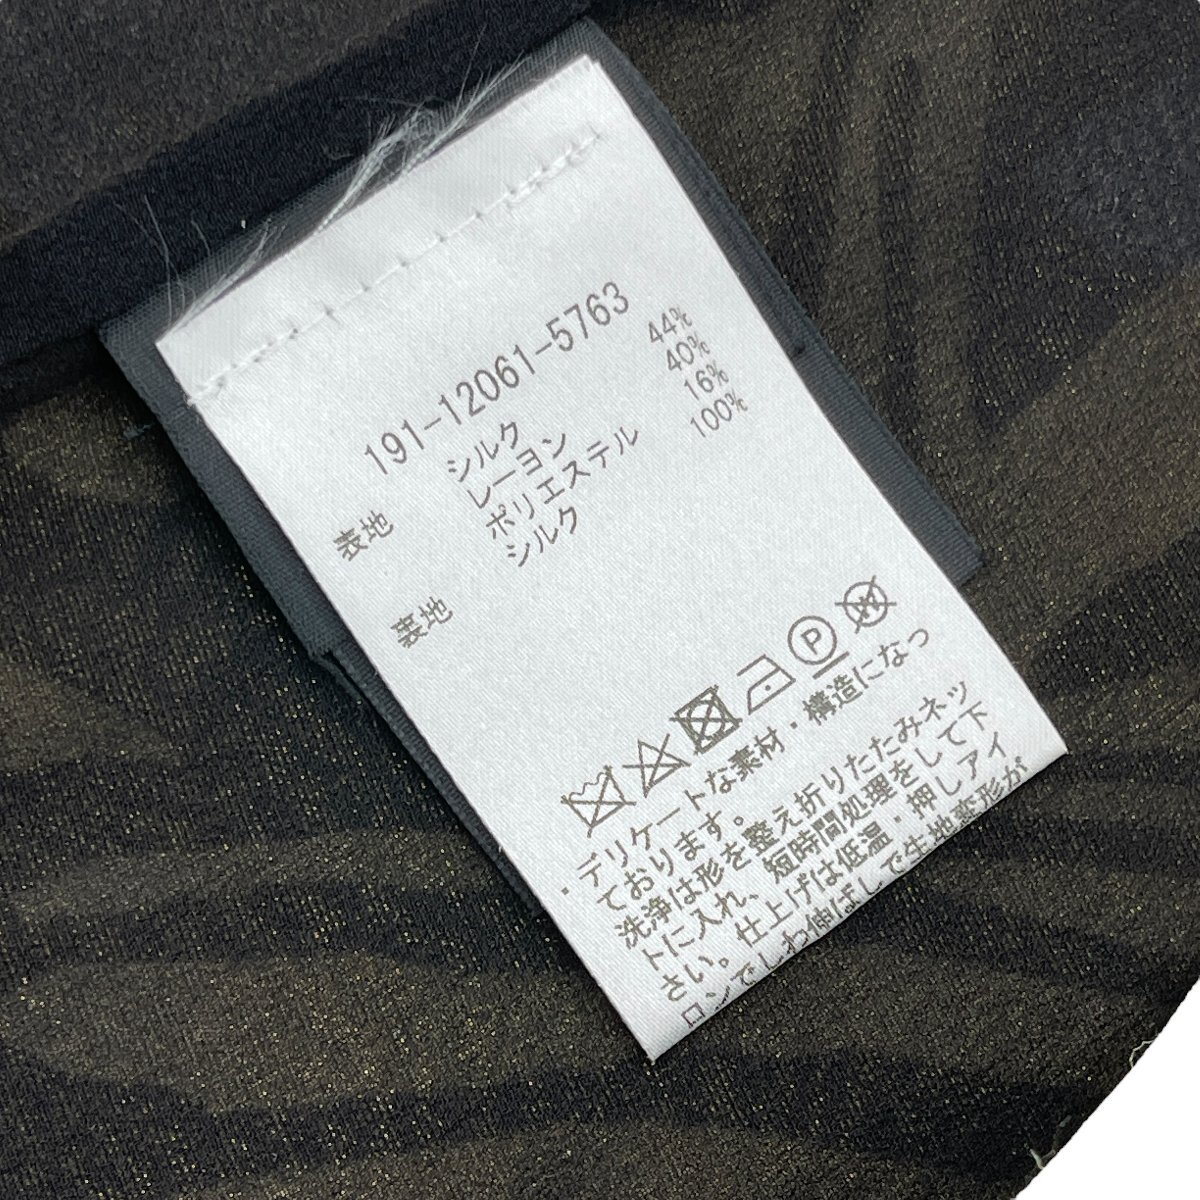 191-12061-5763
表地 シルク 44%
レーヨン 40%
ポリエステル 16%
裏地 シルク 100%
P
W
・デリケートな素材・構造になっ
ております。
洗浄は形を整え折りたたみネッ
トに入れ、短時間処理をして下
さい。仕上げは低温・押しアイ
ロンでしわ伸ばしで生地変形が